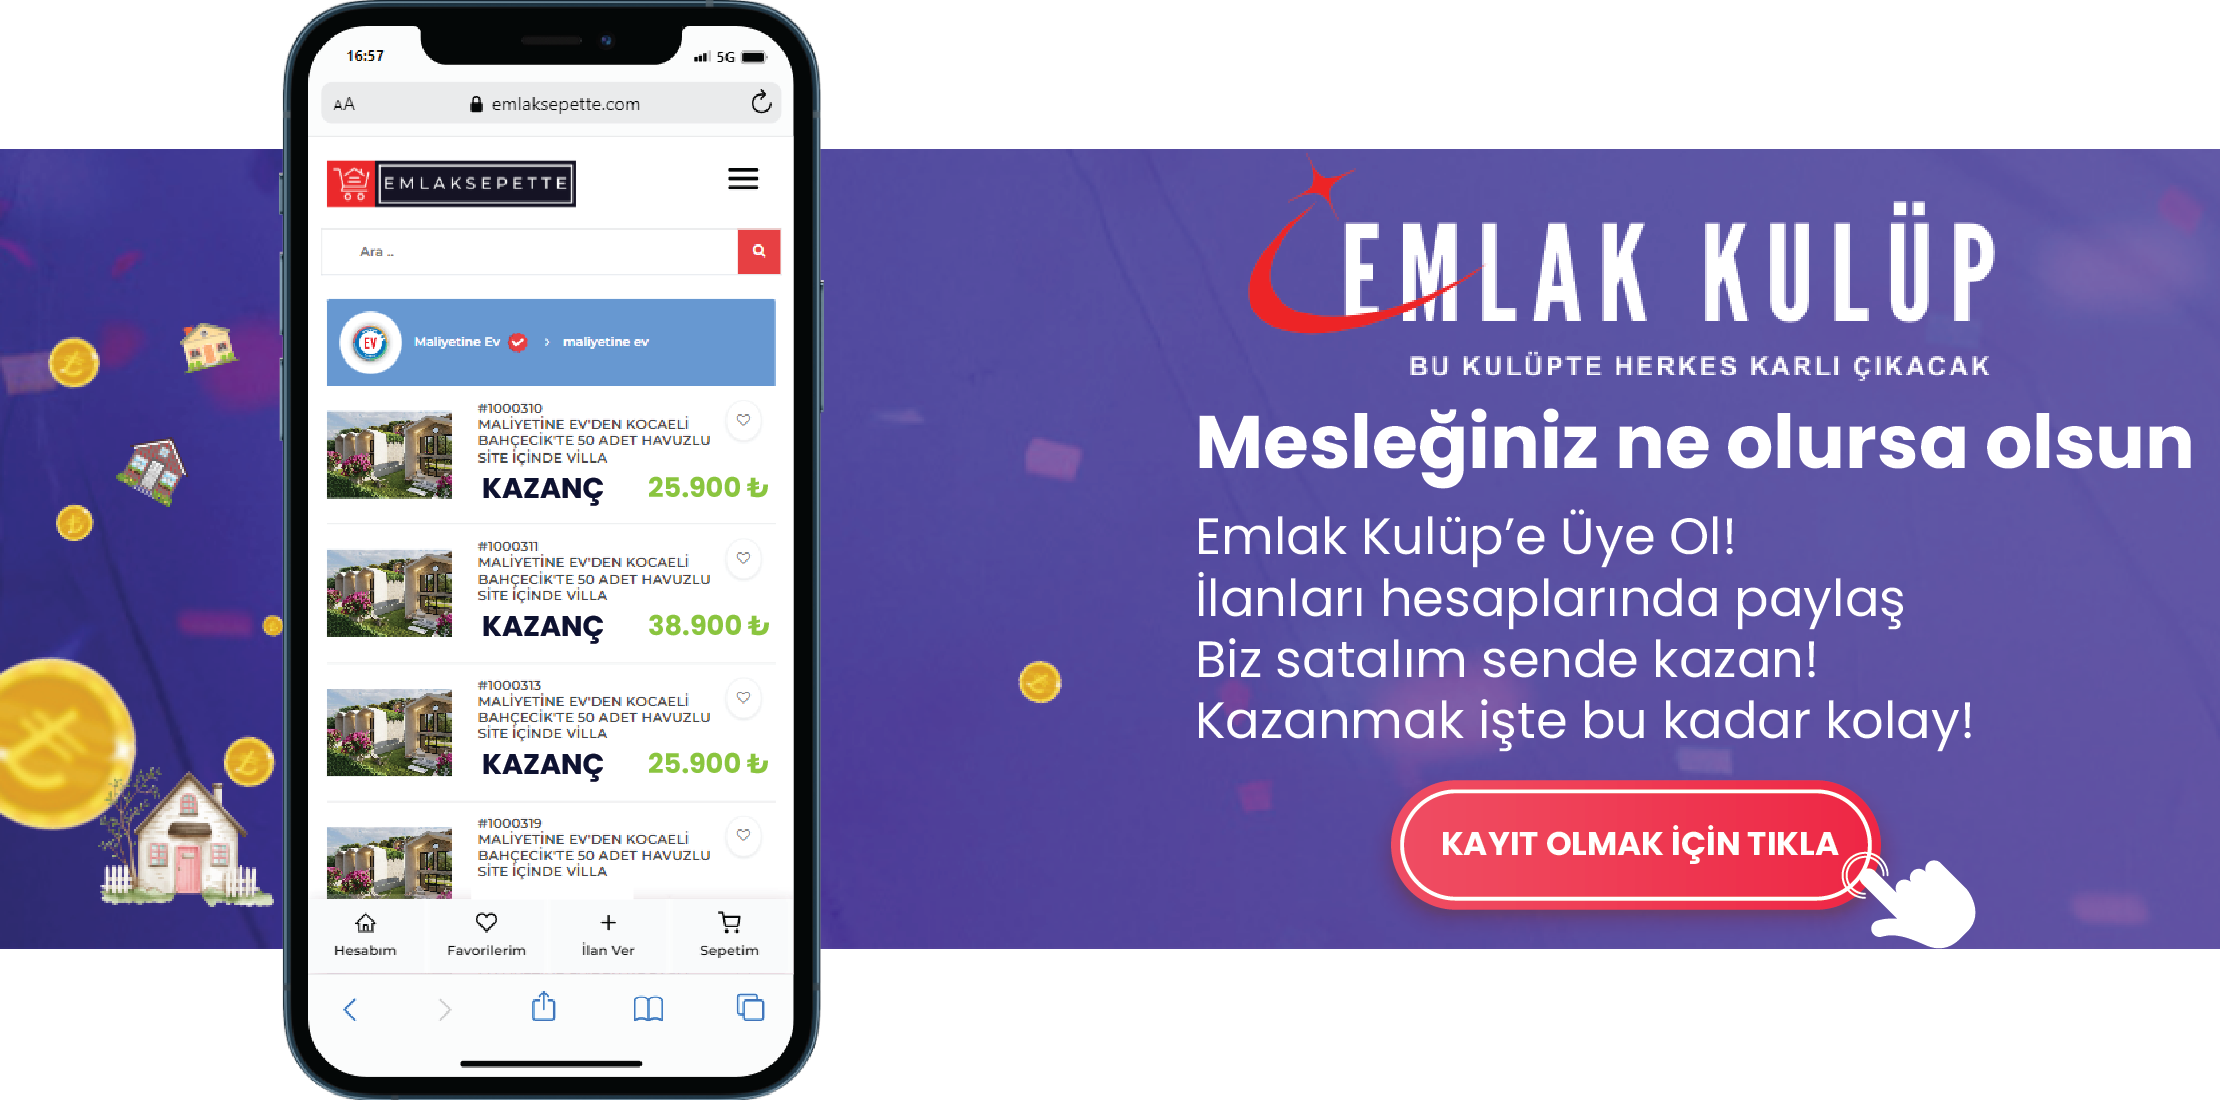 16:57
5G
AA
emlaksepette.com
EMLAKSEPETTE
Ara ..
EV
Maliyetine Ev › maliyetine ev
#1000310
MALİYETİNE EV'DEN KOCAELİ
BAHÇECİK'TE 50 ADET HAVUZLU
SİTE İÇİNDE VİLLA
KAZANÇ 25.900 ₺
#1000311
MALİYETİNE EV'DEN KOCAELİ
BAHÇECİK'TE 50 ADET HAVUZLU
SİTE İÇİNDE VİLLA
KAZANÇ 38.900 ₺
#1000313
MALİYETİNE EV'DEN KOCAELİ
BAHÇECİK'TE 50 ADET HAVUZLU
SİTE İÇİNDE VİLLA
KAZANÇ 25.900 ₺
#1000319
MALİYETİNE EV'DEN KOCAELİ
BAHÇECİK'TE 50 ADET HAVUZLU
SİTE İÇİNDE VİLLA
Hesabım Favorilerim İlan Ver Sepetim
EMLAK KULÜP
BU KULÜPTE HERKES KARLI ÇIKACAK
Mesleğiniz ne olursa olsun
Emlak Kulüp’e Üye Ol!
İlanları hesaplarında paylaş
Biz satalım sende kazan!
Kazanmak işte bu kadar kolay!
KAYIT OLMAK İÇİN TIKLA